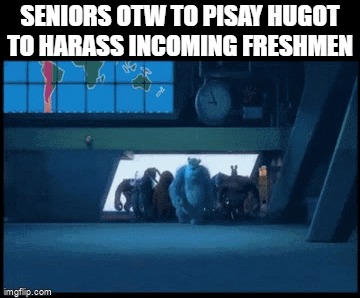 SENIORS OTW TO PISAY HUGOT
TO HARASS INCOMING FRESHMEN
imgflip.com